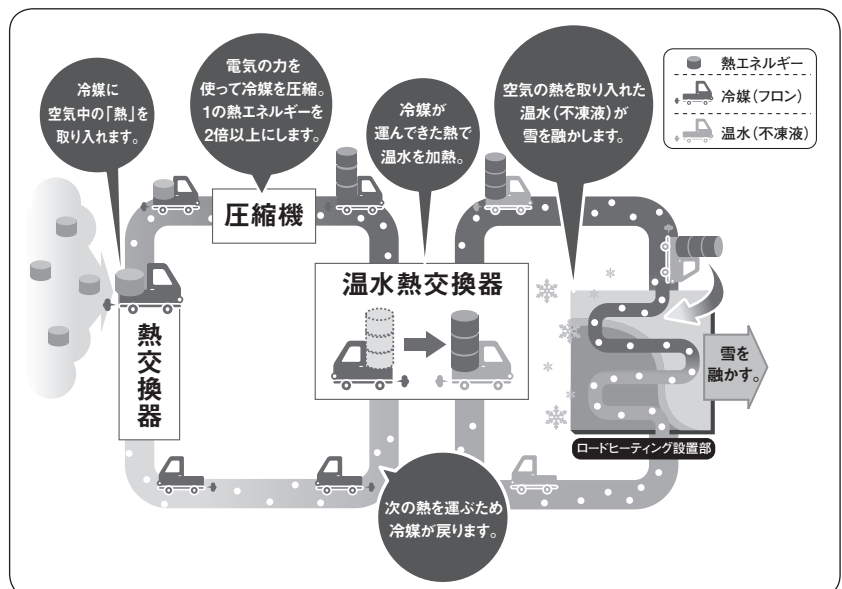 冷媒に
空気中の「熱」を
取り入れます。
電気の力を
使って冷媒を圧縮。
1の熱エネルギーを
2倍以上にします。
冷媒が
運んできた熱で
温水を加熱。
空気の熱を取り入れた
温水(不凍液)が
雪を融かします。
熱エネルギー
冷媒(フロン)
温水(不凍液)
圧縮機
温水熱交換器
熱交換器
雪を
融かす。
ロードヒーティング設置部
次の熱を運ぶため
冷媒が戻ります。